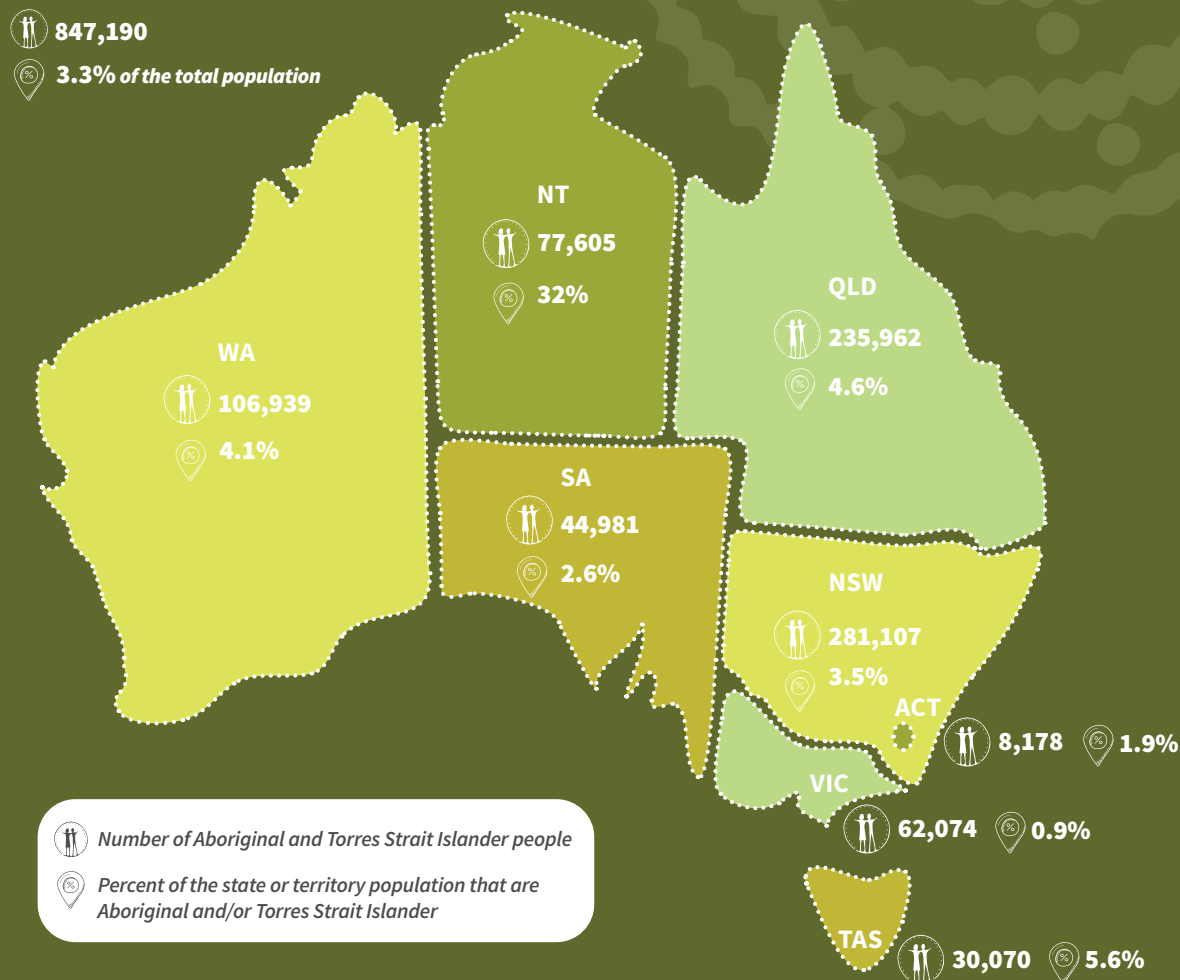 847,190
%
3.3% of the total population
NT
77,605
%
32%
QLD
235,962
%
4.6%
WA
106,939
%
4.1%
SA
44,981
%
2.6%
NSW
281,107
%
3.5%
ACT
8,178
%
1.9%
VIC
62,074
%
0.9%
TAS
30,070
%
5.6%
Number of Aboriginal and Torres Strait Islander people
%
Percent of the state or territory population that are
Aboriginal and/or Torres Strait Islander